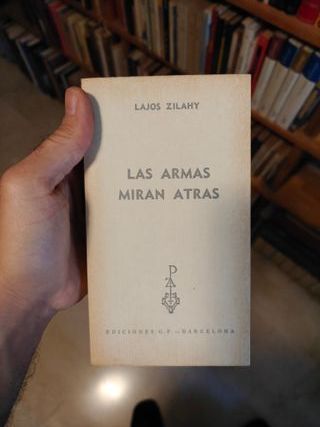 LAJOS ZILAHY
LAS ARMAS
MIRAN ATRAS
EDICIONES G. P. - BARCELONA